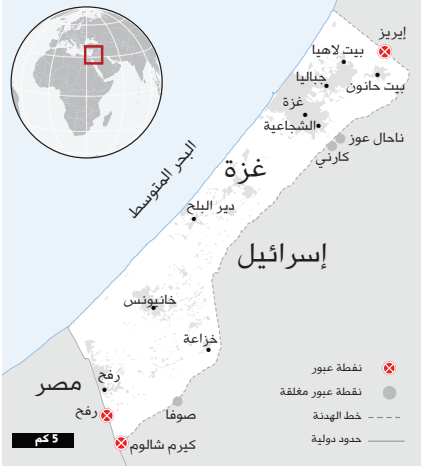 إيريز
بيت لاهيا
جباليا
بيت حانون
غزة
الشجاعية
ناحال عوز
كارني
البحر المتوسط
غزة
دير البلح
إسرائيل
خانيونس
خزاعة
رفح
مصر
رفح
صوفا
كيرم شالوم
نقطة عبور
نقطة عبور مغلقة
خط الهدنة
حدود دولية
5 كم